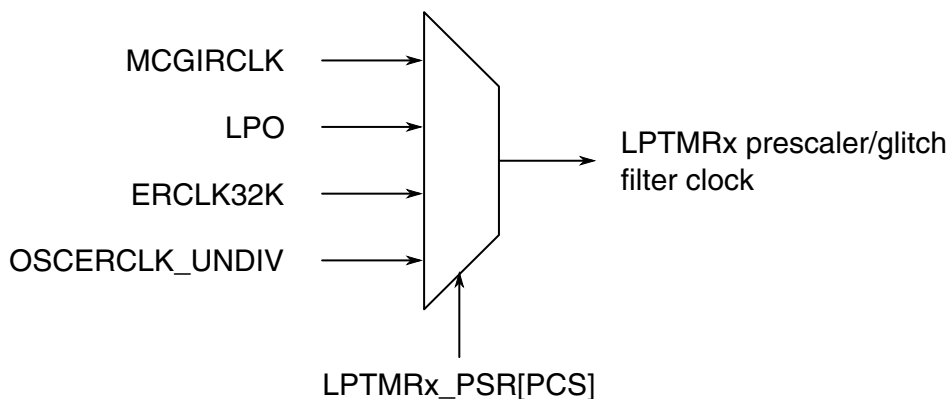 MCGIRCLK
LPO
ERCLK32K
OSCERCLK_UNDIV
LPTMRx prescaler/glitch
filter clock
LPTMRx_PSR[PCS]